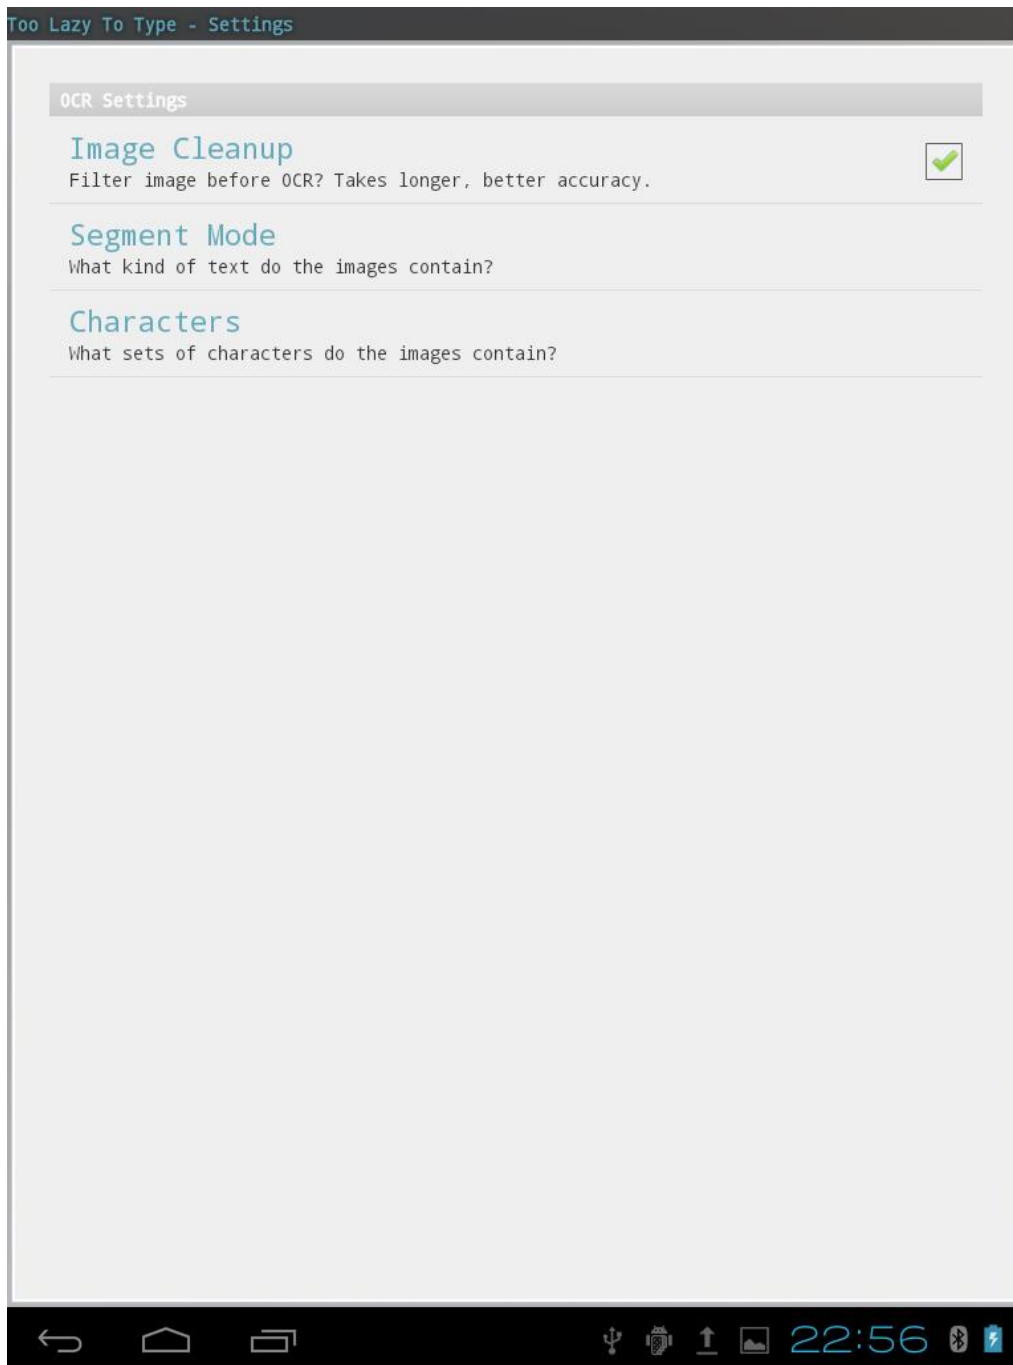 Too Lazy To Type - Settings
OCR Settings
Image Cleanup
Filter image before OCR? Takes longer, better accuracy.
Segment Mode
What kind of text do the images contain?
Characters
What sets of characters do the images contain?
22:56